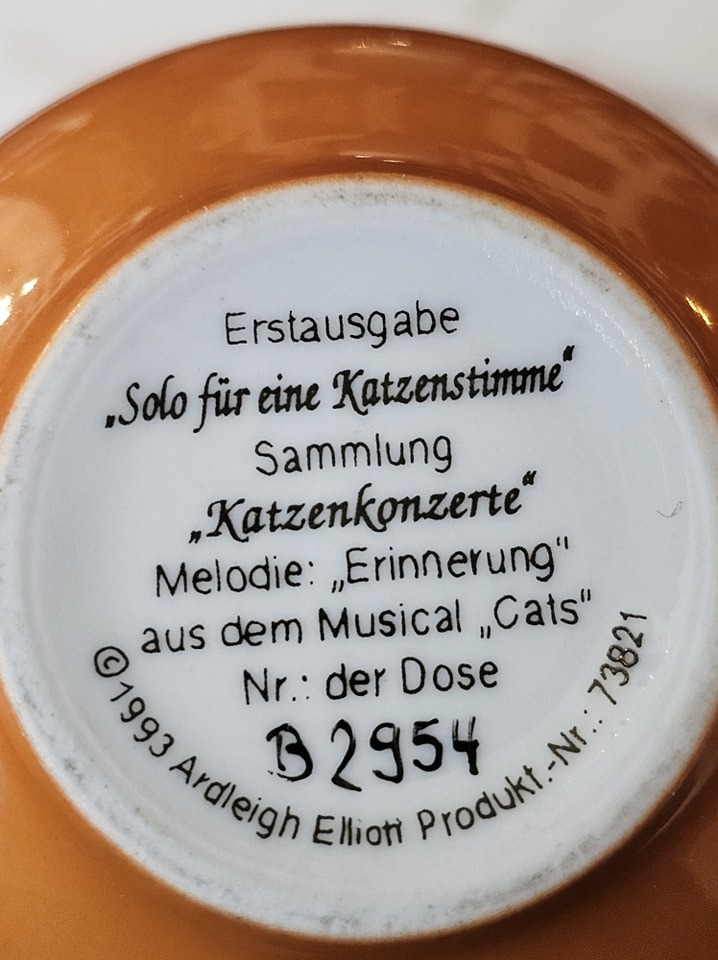 Erstausgabe
„Solo für eine Katzenstimme“
Sammlung
„Katzenkonzerte“
Melodie: „Erinnerung"
aus dem Musical „Cats"
Nr.: der Dose
B 2954
©1993 Ardleigh Elliott Produkt.-Nr.: 73821